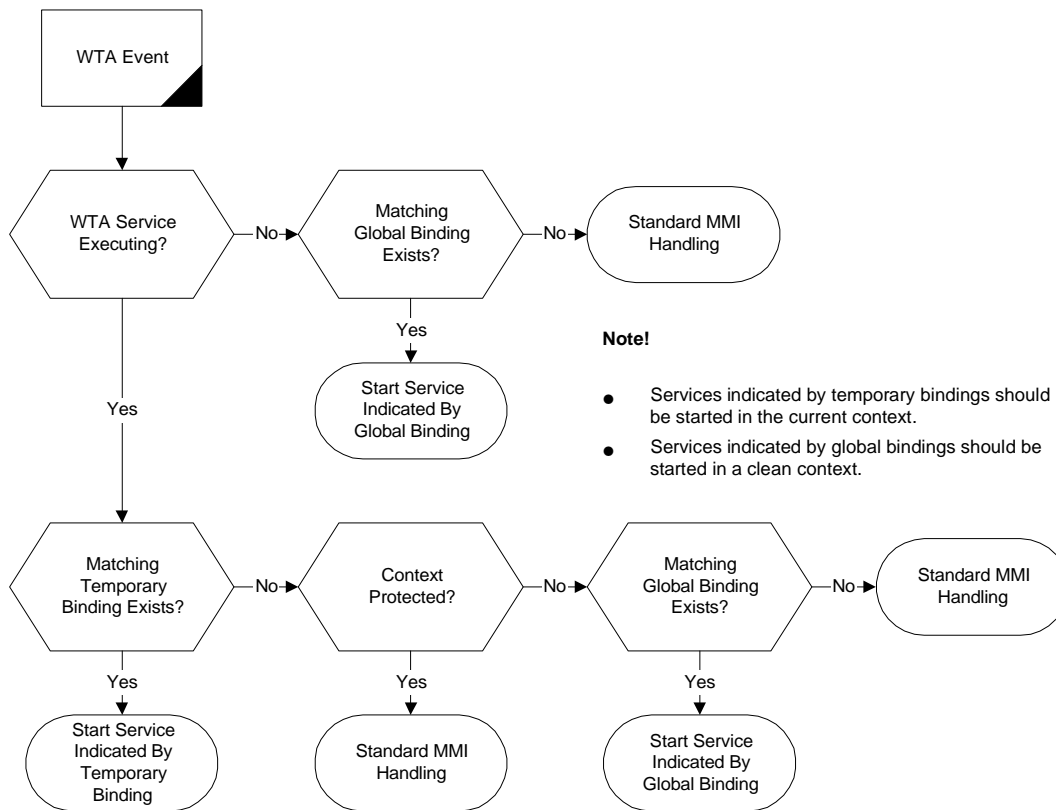 WTA Event
WTA Service
Executing?
No
Matching
Global Binding
Exists?
No
Standard MMI
Handling
Yes
Start Service
Indicated By
Global Binding
Note!
● Services indicated by temporary bindings should
be started in the current context.
● Services indicated by global bindings should be
started in a clean context.
Yes
Matching
Temporary
Binding Exists?
No
Context
Protected?
No
Matching
Global Binding
Exists?
No
Standard MMI
Handling
Yes
Start Service
Indicated By
Temporary
Binding
Yes
Standard MMI
Handling
Yes
Start Service
Indicated By
Global Binding